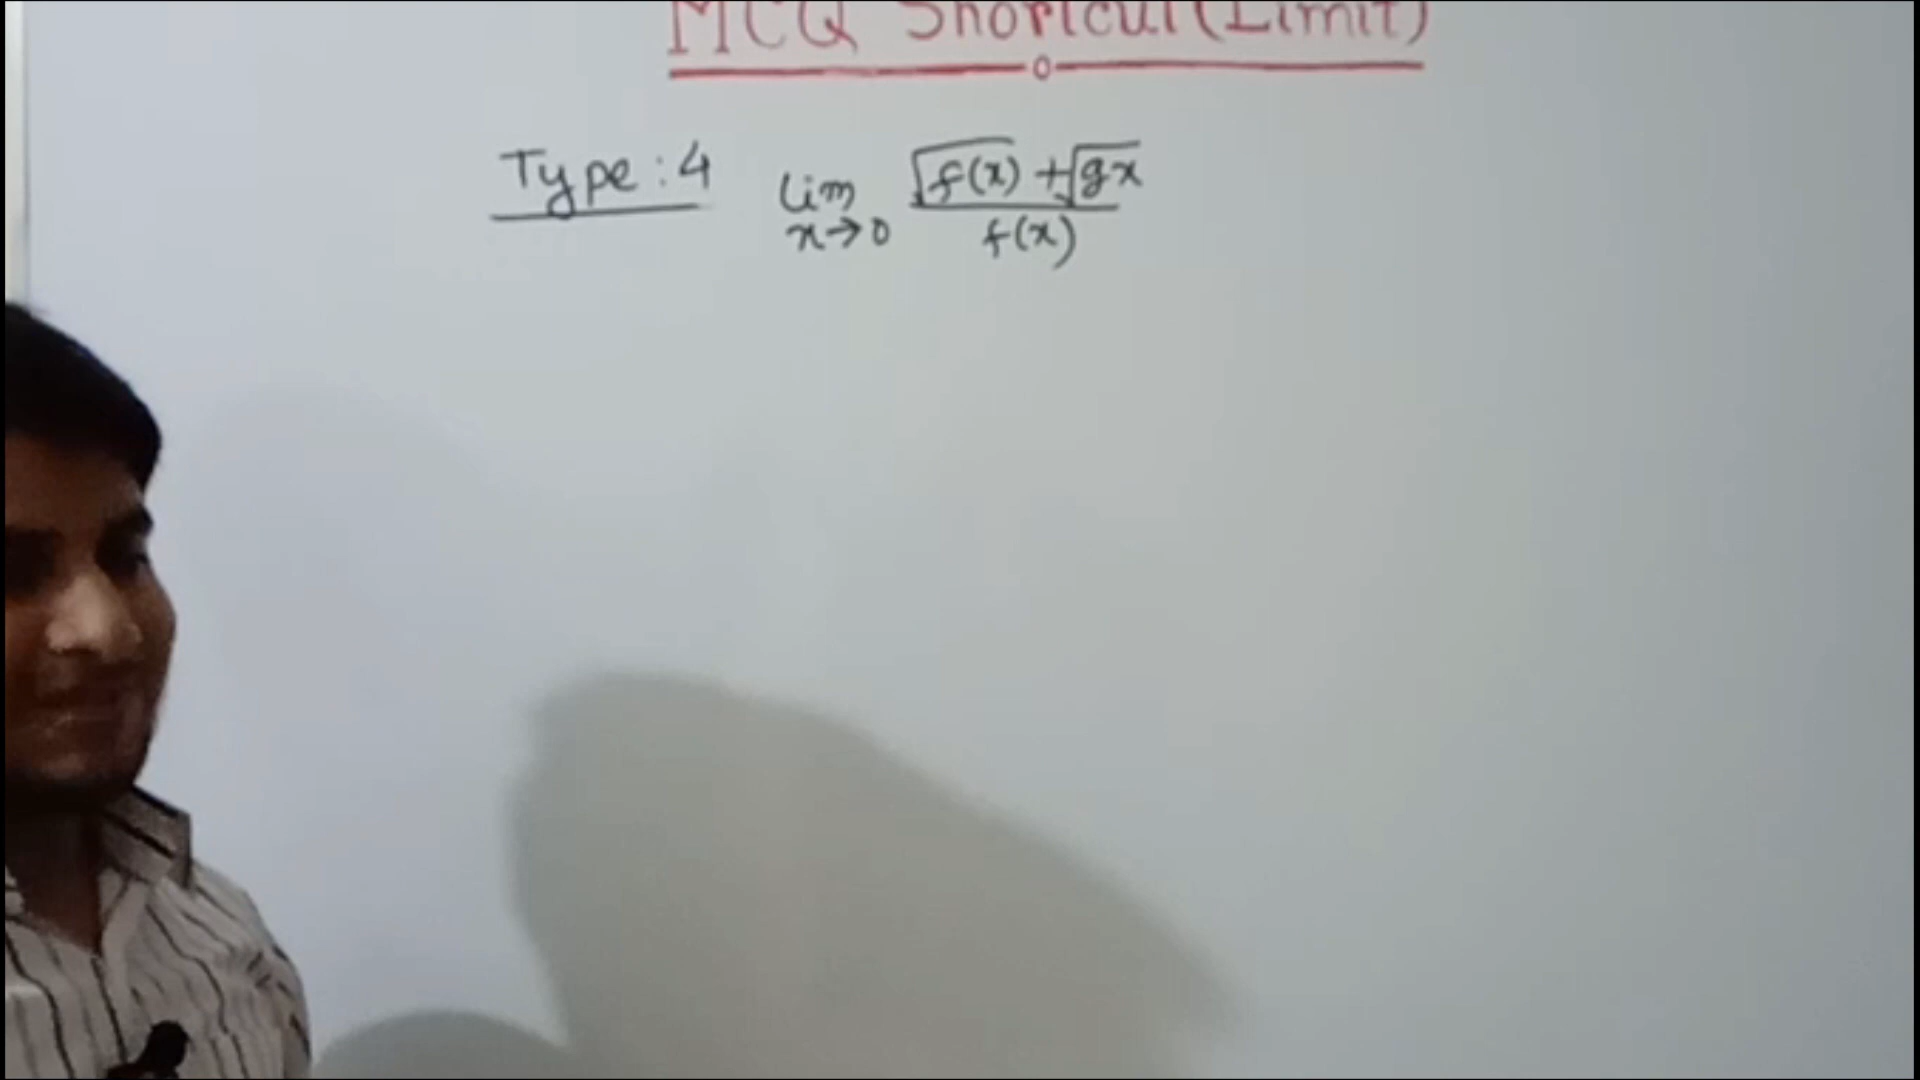 MCQ Shortcut (Limit)
Type : 4 lim x→0 √f(x) + √gx / f(x)